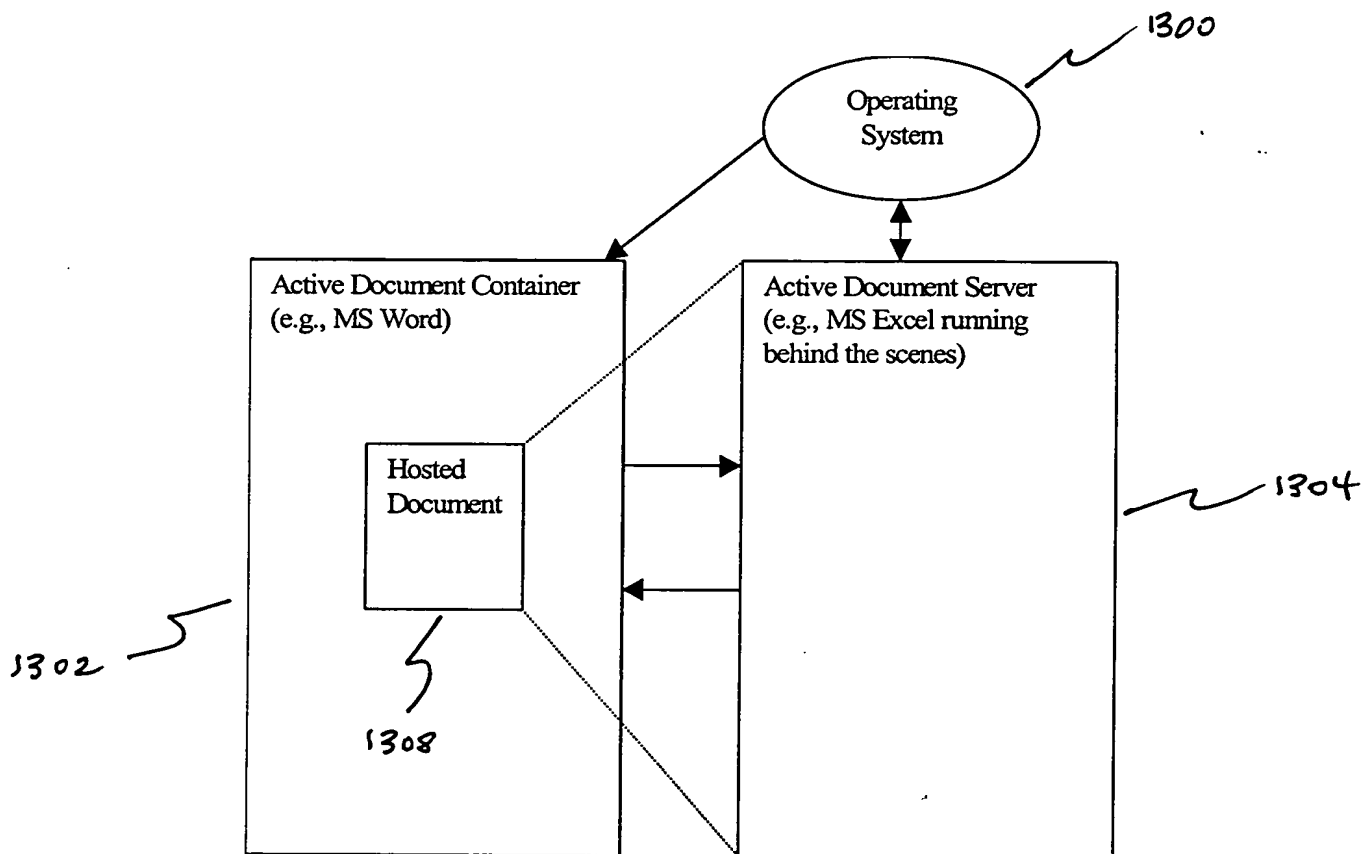 1300
Operating
System
Active Document Container
(e.g., MS Word)
Active Document Server
(e.g., MS Excel running
behind the scenes)
Hosted
Document
1304
1302
1308